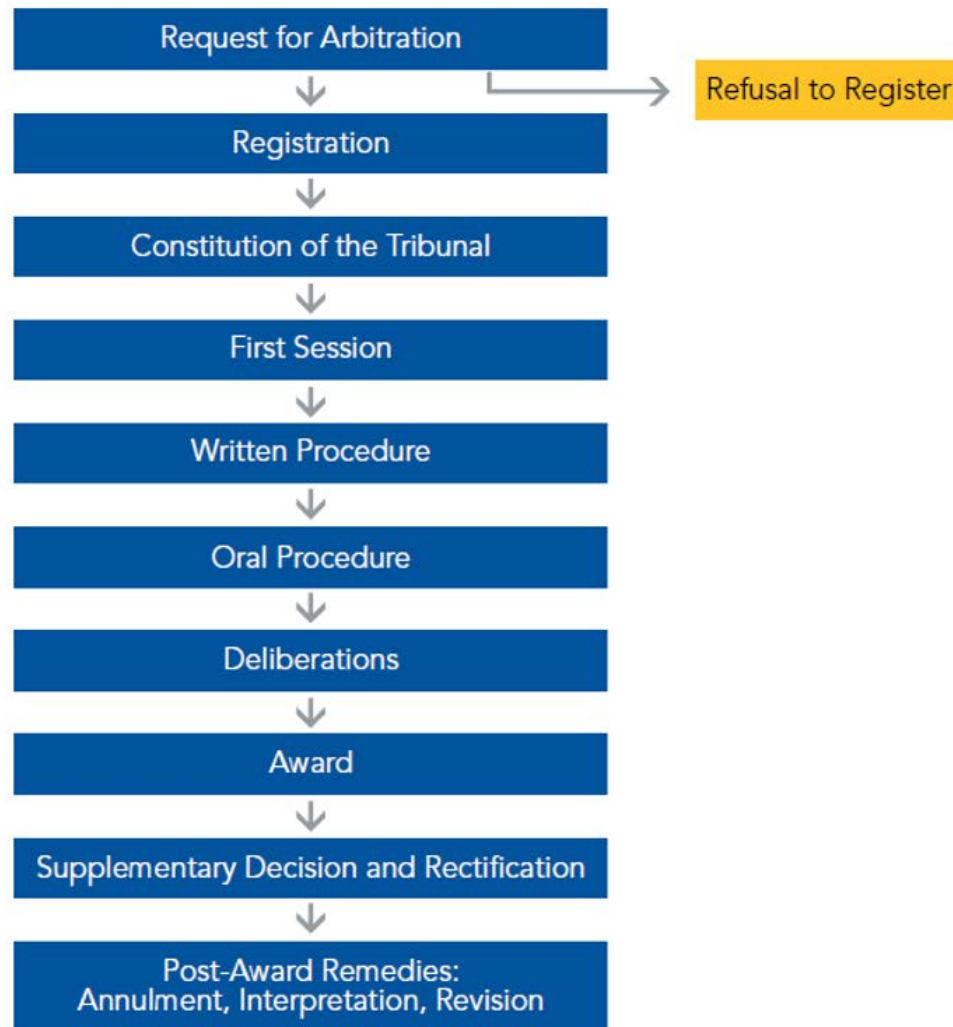 Request for Arbitration
Refusal to Register
Registration
Constitution of the Tribunal
First Session
Written Procedure
Oral Procedure
Deliberations
Award
Supplementary Decision and Rectification
Post-Award Remedies:
Annulment, Interpretation, Revision